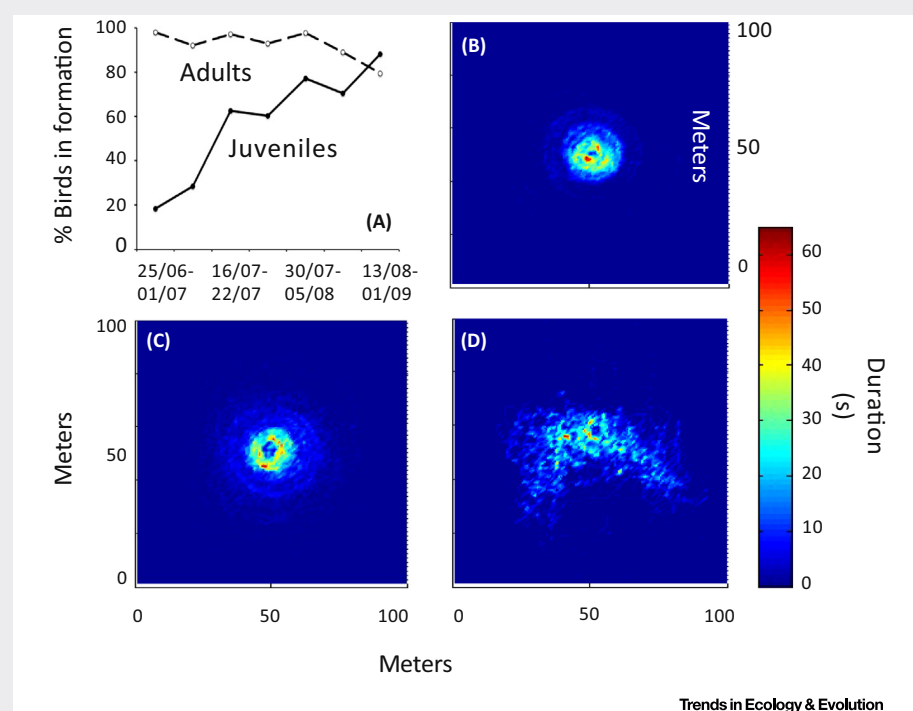 100
80
60
40
20
0
% Birds in formation
Adults
Juveniles
(A)
25/06-
01/07
16/07-
22/07
30/07-
05/08
13/08-
01/09
(B)
100
50
0
Meters
(C)
100
50
0
Meters
0
50
100
(D)
0
50
100
Meters
60
50
40
30
20
10
0
Duration
(s)
Trends in Ecology & Evolution